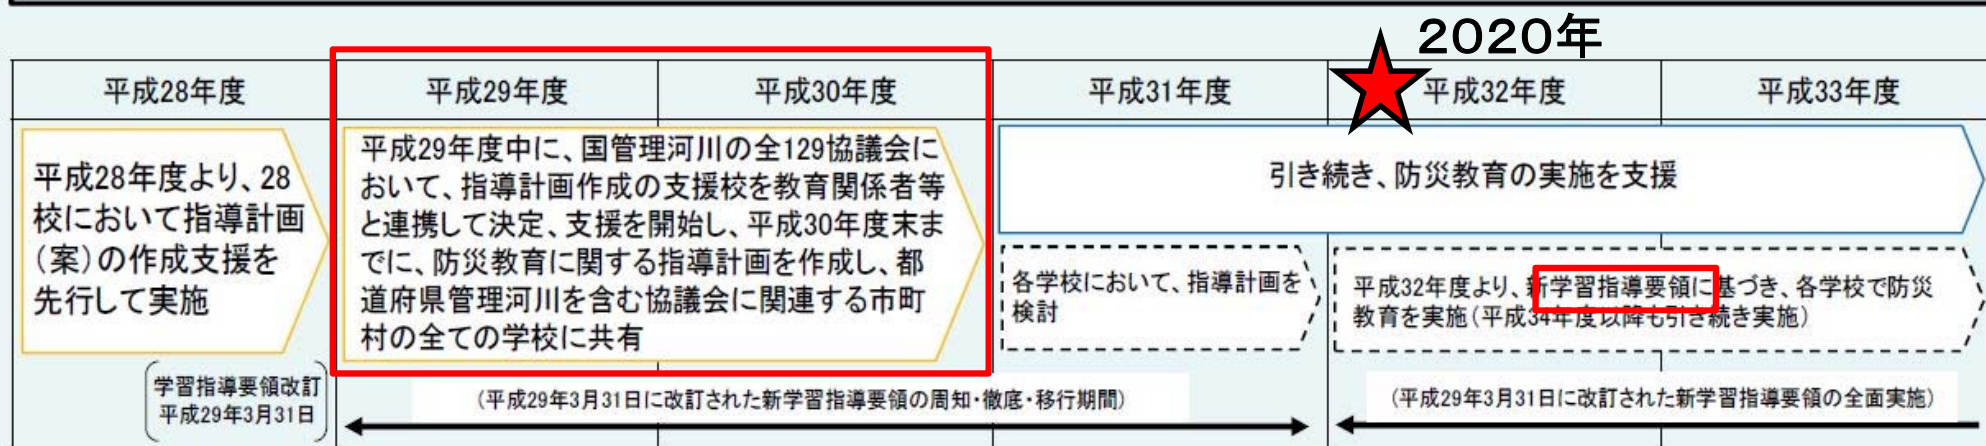 2020年
平成28年度
平成29年度
平成30年度
平成31年度
平成32年度
平成33年度
平成28年度より、28
校において指導計画
(案)の作成支援を
先行して実施
平成29年度中に、国管理河川の全129協議会に
おいて、指導計画作成の支援校を教育関係者等
と連携して決定、支援を開始し、平成30年度末ま
でに、防災教育に関する指導計画を作成し、都
道府県管理河川を含む協議会に関連する市町
村の全ての学校に共有
引き続き、防災教育の実施を支援
各学校において、指導計画を
検討
平成32年度より、新学習指導要領に基づき、各学校で防災
教育を実施(平成34年度以降も引き続き実施)
学習指導要領改訂
平成29年3月31日
(平成29年3月31日に改訂された新学習指導要領の周知・徹底・移行期間)
(平成29年3月31日に改訂された新学習指導要領の全面実施)